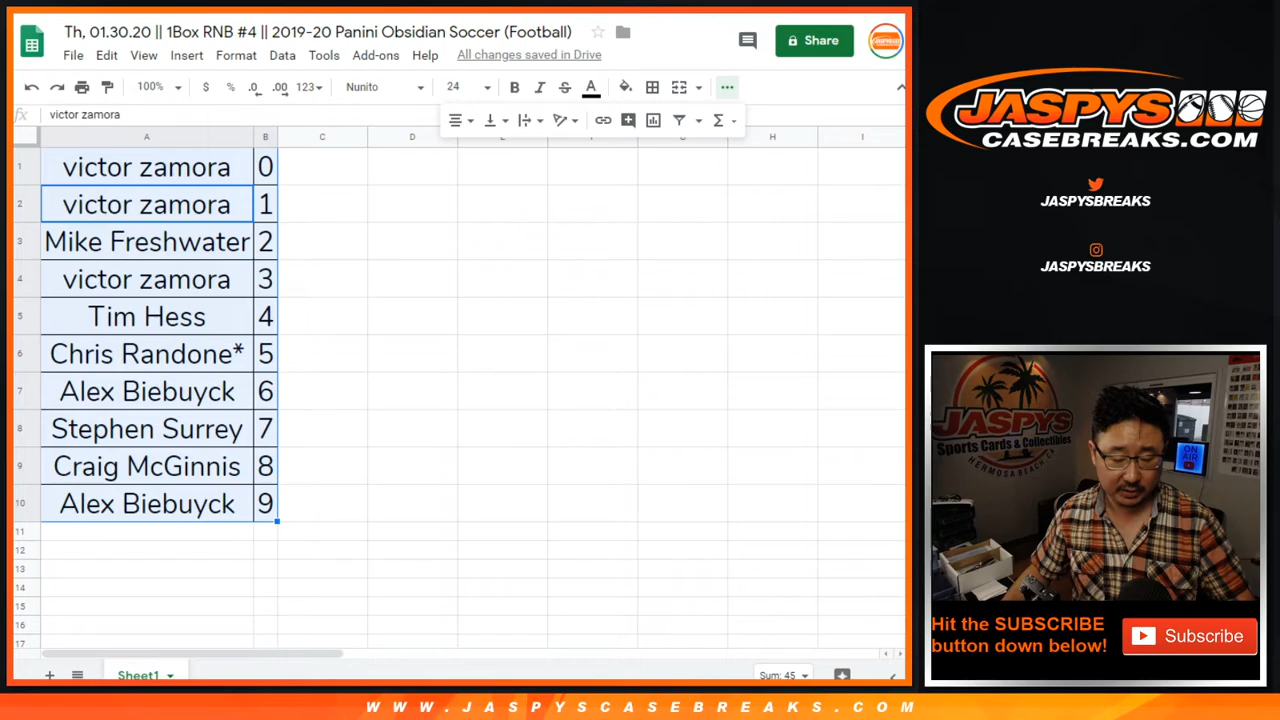 Th, 01.30.20 || 1Box RNB #4 || 2019-20 Panini Obsidian Soccer (Football)
File Edit View Insert Format Data Tools Add-ons Help All changes saved in Drive
Share
100% $ % .0 .00 123 Nunito 24 B I S A
fx victor zamora
A B C D H I
1 victor zamora 0
2 victor zamora 1
3 Mike Freshwater 2
4 victor zamora 3
5 Tim Hess 4
6 Chris Randone* 5
7 Alex Biebuyck 6
8 Stephen Surrey 7
9 Craig McGinnis 8
10 Alex Biebuyck 9
11
12
13
14
15
16
17
Sheet1
Sum: 45
JASPYS
CASEBREAKS.COM
JASPYSBREAKS
JASPYSBREAKS
JASPYS
Sports Cards & Collectibles
HERMOSA BEACH, CA
ON AIR
Hit the SUBSCRIBE
button down below!
Subscribe
WWW.JASPYSCASEBREAKS.COM